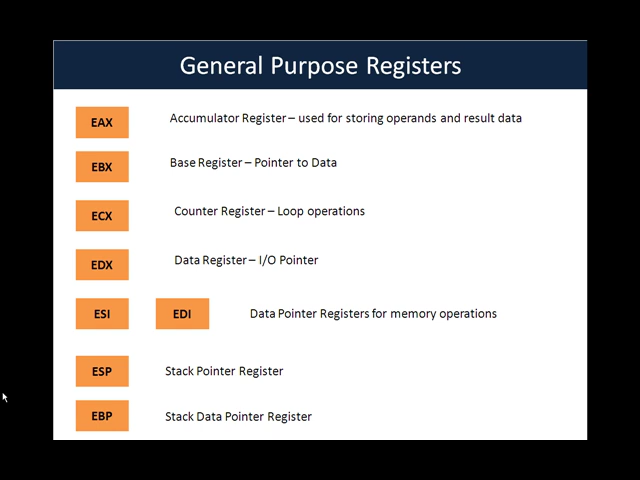 General Purpose Registers
EAX Accumulator Register – used for storing operands and result data
EBX Base Register – Pointer to Data
ECX Counter Register – Loop operations
EDX Data Register – I/O Pointer
ESI EDI Data Pointer Registers for memory operations
ESP Stack Pointer Register
EBP Stack Data Pointer Register